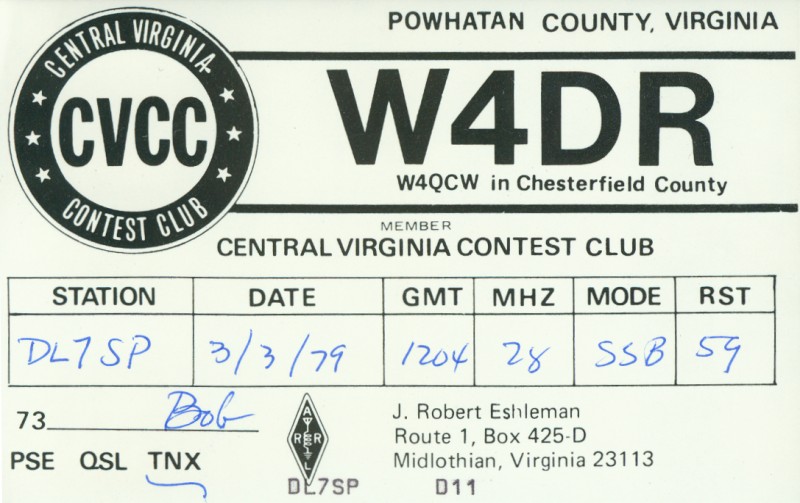 POWHATAN COUNTY, VIRGINIA
CENTRAL VIRGINIA
CVCC
CONTEST CLUB
W4DR
W4QCW in Chesterfield County
MEMBER
CENTRAL VIRGINIA CONTEST CLUB
STATION DATE GMT MHZ MODE RST
DL7SP 3/3/79 1204 28 SSB 59
73 Bob
PSE QSL TNX
A
R R
L
J. Robert Eshleman
Route 1, Box 425-D
Midlothian, Virginia 23113
DL7SP D11